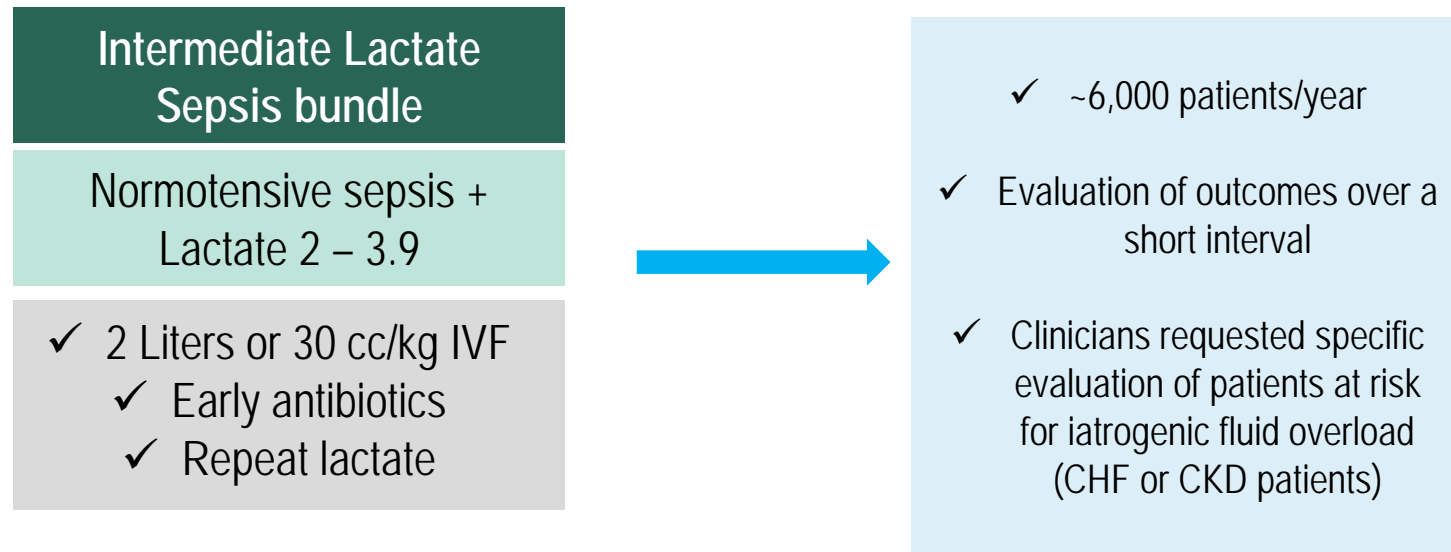 Intermediate Lactate
Sepsis bundle
Normotensive sepsis +
Lactate 2 – 3.9
✓ 2 Liters or 30 cc/kg IVF
✓ Early antibiotics
✓ Repeat lactate
✓ ~6,000 patients/year
✓ Evaluation of outcomes over a
short interval
✓ Clinicians requested specific
evaluation of patients at risk
for iatrogenic fluid overload
(CHF or CKD patients)